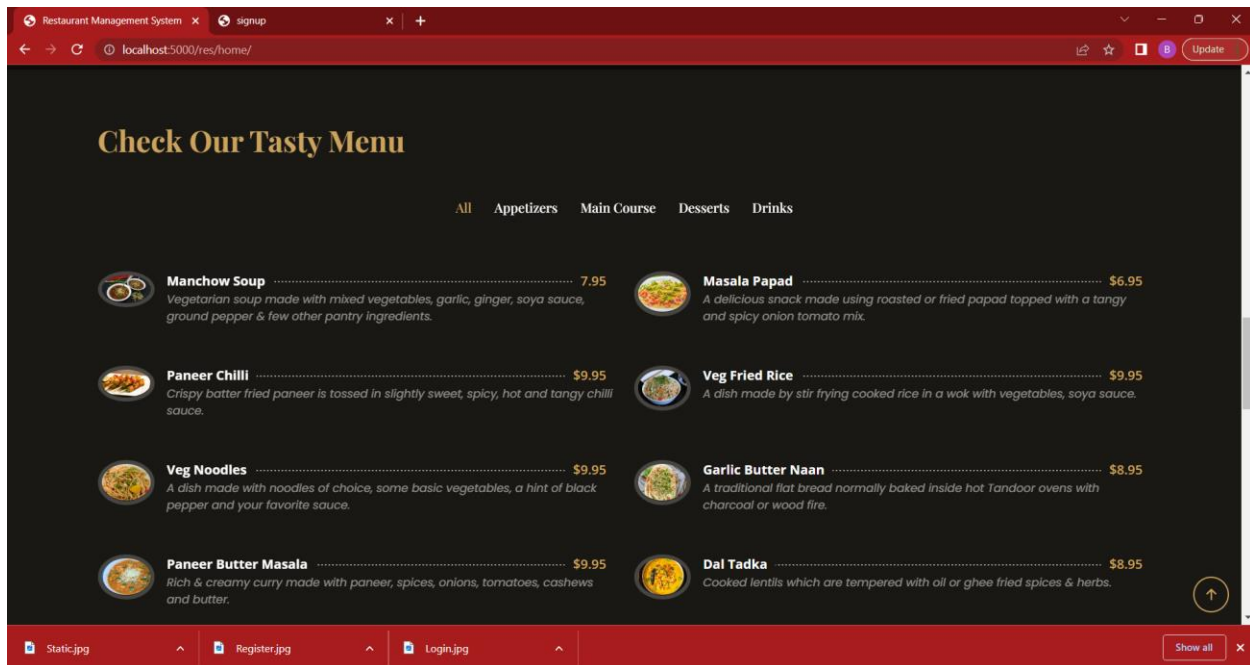 Restaurant Management System
signup
localhost:5000/res/home/
B
Update
Check Our Tasty Menu
All Appetizers Main Course Desserts Drinks
Manchow Soup 7.95
Vegetarian soup made with mixed vegetables, garlic, ginger, soya sauce,
ground pepper & few other pantry ingredients.
Masala Papad $6.95
A delicious snack made using roasted or fried papad topped with a tangy
and spicy onion tomato mix.
Paneer Chilli $9.95
Crispy batter fried paneer is tossed in slightly sweet, spicy, hot and tangy chilli
sauce.
Veg Fried Rice $9.95
A dish made by stir frying cooked rice in a wok with vegetables, soya sauce.
Veg Noodles $9.95
A dish made with noodles of choice, some basic vegetables, a hint of black
pepper and your favorite sauce.
Garlic Butter Naan $8.95
A traditional flat bread normally baked inside hot Tandoor ovens with
charcoal or wood fire.
Paneer Butter Masala $9.95
Rich & creamy curry made with paneer, spices, onions, tomatoes, cashews
and butter.
Dal Tadka $8.95
Cooked lentils which are tempered with oil or ghee fried spices & herbs.
Static.jpg
Register.jpg
Login.jpg
Show all